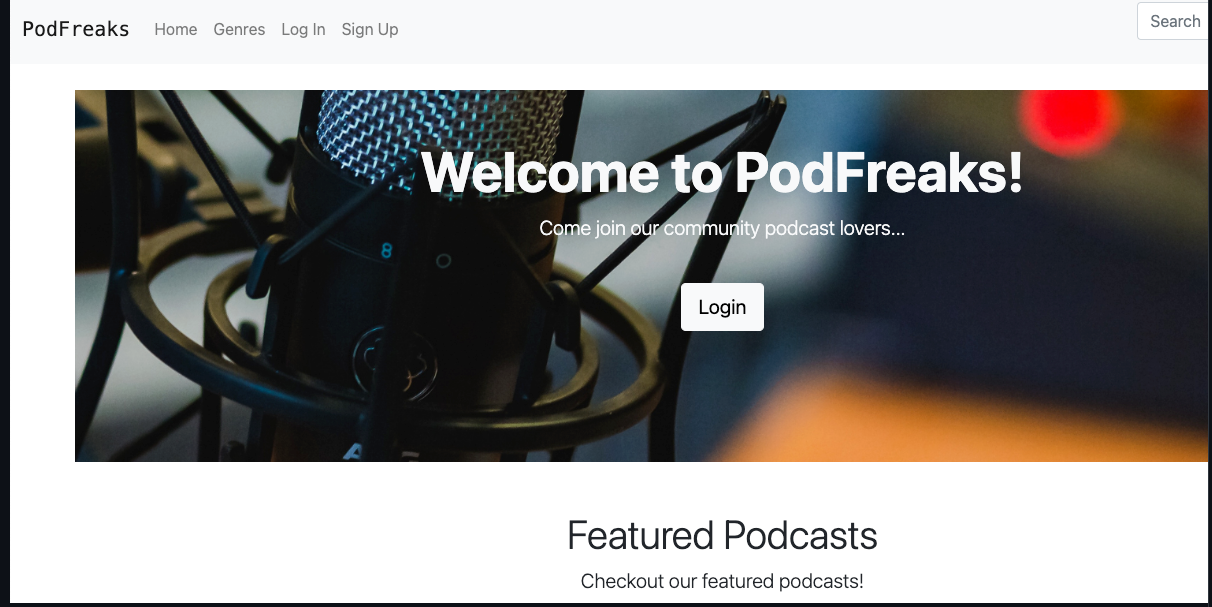 PodFreaks Home Genres Log In Sign Up Search
Welcome to PodFreaks!
Come join our community podcast lovers...
8
Login
Featured Podcasts
Checkout our featured podcasts!